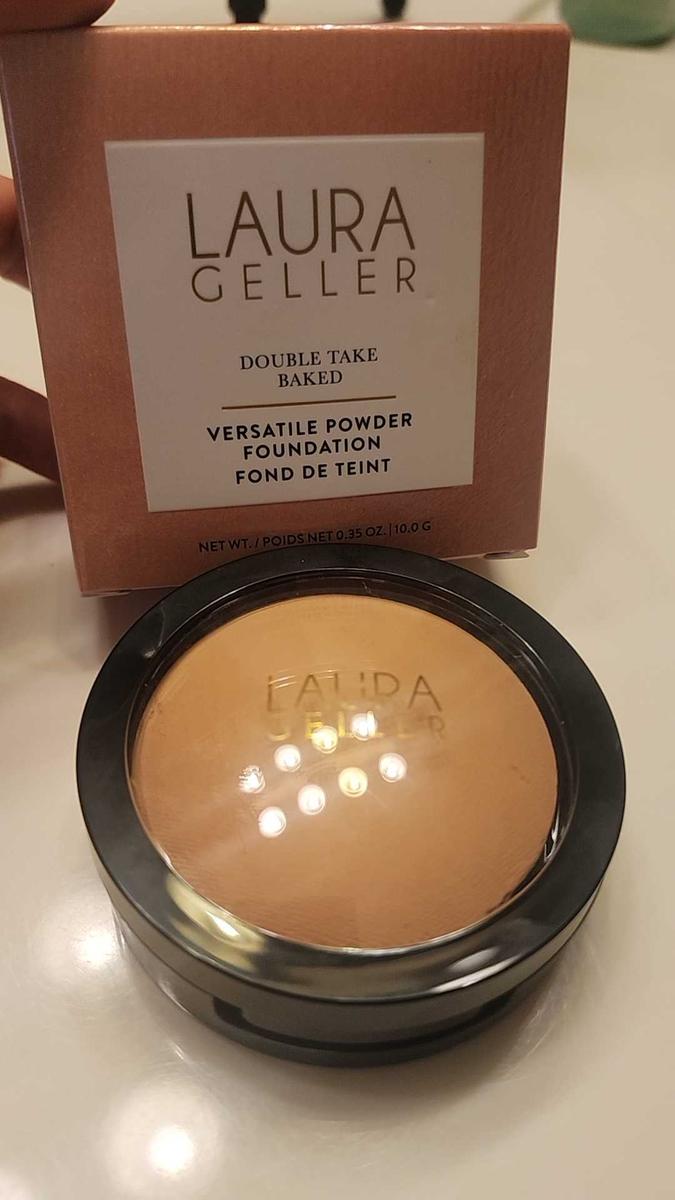 LAURA
GELLER
DOUBLE TAKE
BAKED
VERSATILE POWDER
FOUNDATION
FOND DE TEINT
NET WT. / POIDS NET 0.35 OZ. | 10.0 G
LAURA
GELLER